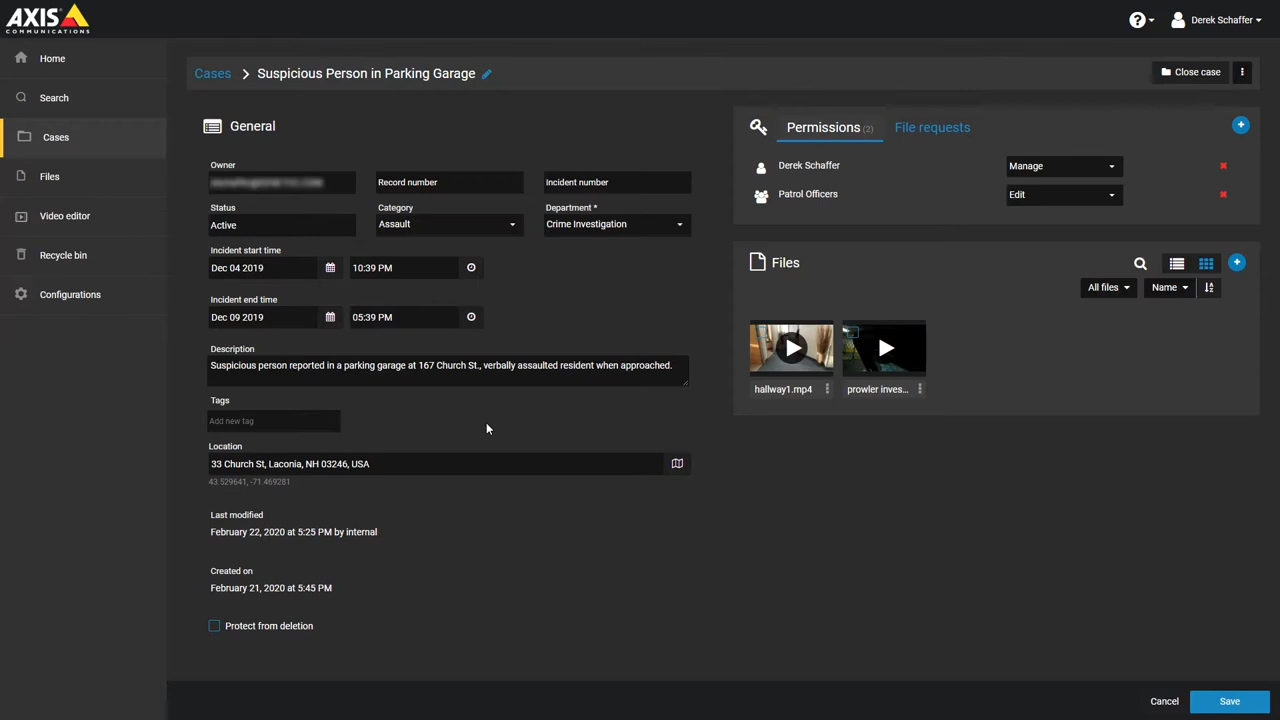 AXIS
COMMUNICATIONS
Derek Schaffer
Home
Search
Cases
Files
Video editor
Recycle bin
Configurations
Cases > Suspicious Person in Parking Garage
Close case
General
Owner
Record number
Incident number
Status
Category
Department *
Active
Assault
Crime Investigation
Incident start time
Dec 04 2019
10:39 PM
Incident end time
Dec 09 2019
05:39 PM
Description
Suspicious person reported in a parking garage at 167 Church St., verbally assaulted resident when approached.
Tags
Add new tag
Location
33 Church St, Laconia, NH 03246, USA
43.529641, -71.469281
Last modified
February 22, 2020 at 5:25 PM by internal
Created on
February 21, 2020 at 5:45 PM
Protect from deletion
Permissions (2)
File requests
Derek Schaffer
Manage
Patrol Officers
Edit
Files
All files
Name
hallway1.mp4
prowler inves...
Cancel
Save